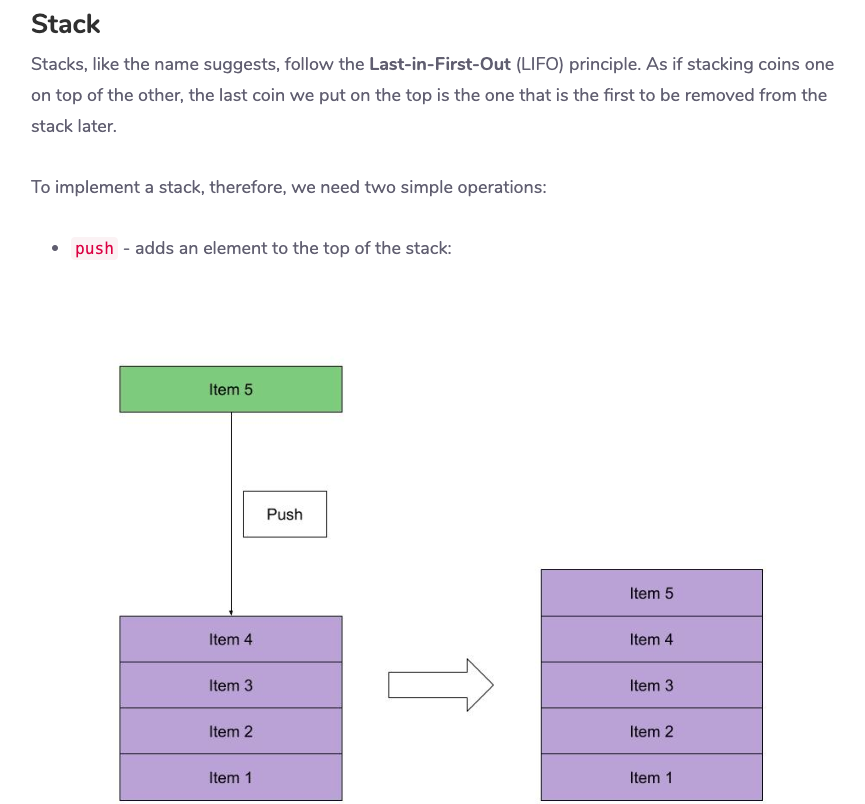 Stack
Stacks, like the name suggests, follow the Last-in-First-Out (LIFO) principle. As if stacking coins one
on top of the other, the last coin we put on the top is the one that is the first to be removed from the
stack later.
To implement a stack, therefore, we need two simple operations:
• push - adds an element to the top of the stack:
Item 5
Push
Item 4
Item 3
Item 2
Item 1
Item 5
Item 4
Item 3
Item 2
Item 1